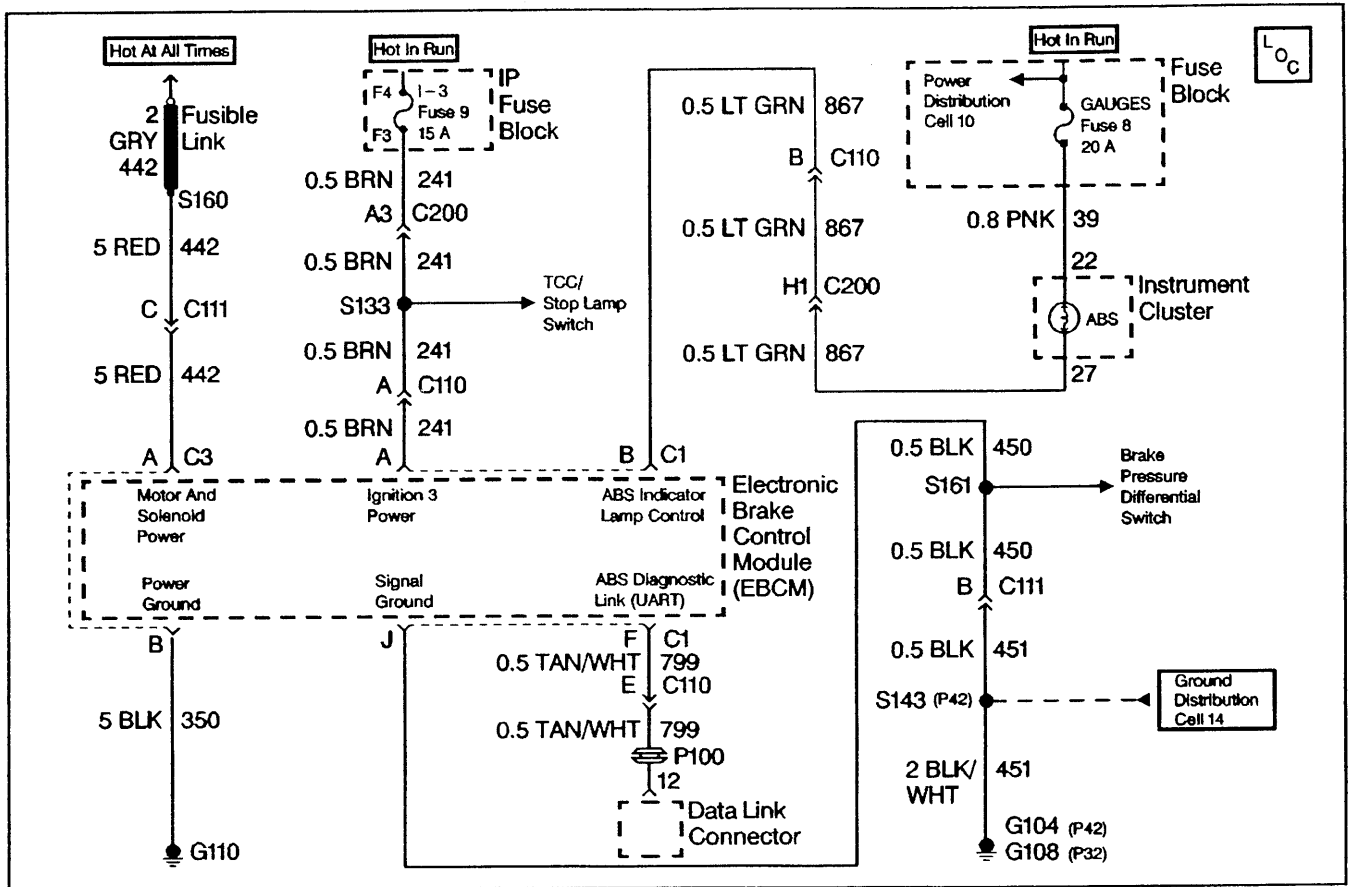 Hot At All Times
2 Fusible
GRY Link
442
S160
5 RED 442
C C111
5 RED 442
A C3
Hot In Run
F4 I-3
Fuse 9
F3 15 A
IP
Fuse
Block
0.5 BRN 241
A3 C200
0.5 BRN 241
S133
TCC/
Stop Lamp
Switch
0.5 BRN 241
A C110
0.5 BRN 241
A
0.5 LT GRN 867
B C110
0.5 LT GRN 867
H1 C200
0.5 LT GRN 867
B C1
Hot In Run
Power
Distribution
Cell 10
GAUGES
Fuse 8
20 A
Fuse
Block
L
O
C
0.8 PNK 39
22
ABS
Instrument
Cluster
27
Motor And
Solenoid
Power
Ignition 3
Power
ABS Indicator
Lamp Control
Power
Ground
Signal
Ground
ABS Diagnostic
Link (UART)
Electronic
Brake
Control
Module
(EBCM)
B
5 BLK 350
G110
J
F C1
0.5 TAN/WHT 799
E C110
0.5 TAN/WHT 799
P100
12
Data Link
Connector
0.5 BLK 450
S161
Brake
Pressure
Differential
Switch
0.5 BLK 450
B C111
0.5 BLK 451
S143 (P42)
Ground
Distribution
Cell 14
2 BLK/ 451
WHT
G104 (P42)
G108 (P32)